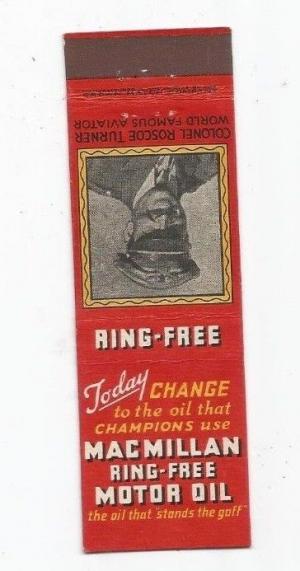 COLONEL ROSCOE TURNER
WORLD FAMOUS AVIATOR
RING-FREE
Today CHANGE
to the oil that
CHAMPIONS use
MACMILLAN
RING-FREE
MOTOR OIL
the oil that "stands the gaff"